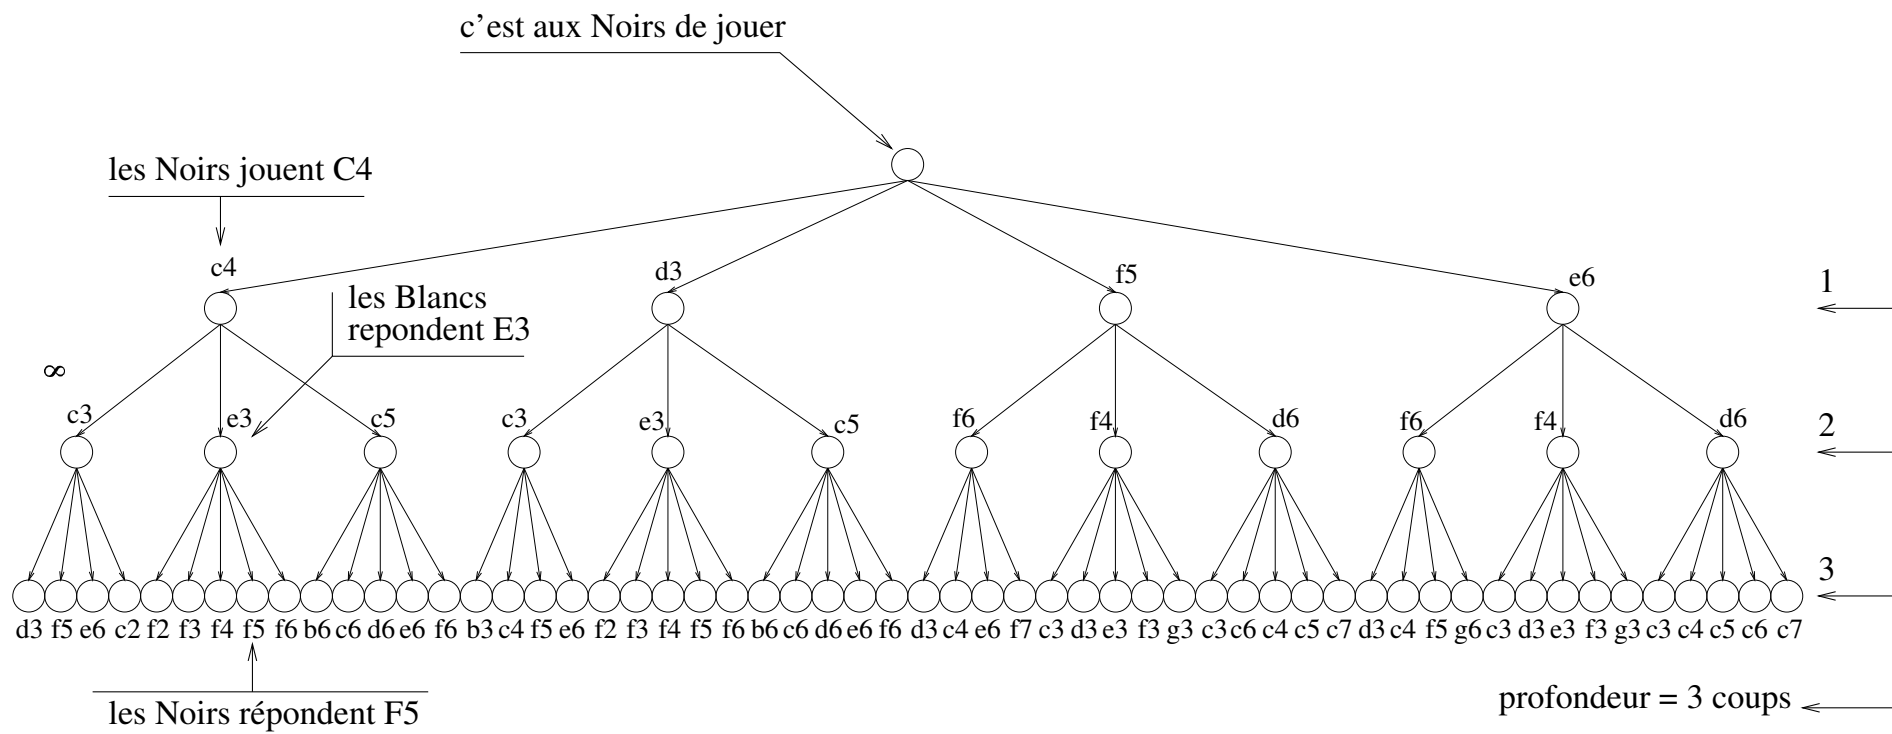 c'est aux Noirs de jouer
les Noirs jouent C4
c4 d3 f5 e6 1
les Blancs
repondent E3
∞
c3 e3 c5 c3 e3 c5 f6 f4 d6 f6 f4 d6 2
3
d3 f5 e6 c2 f2 f3 f4 f5 f6 b6 c6 d6 e6 f6 b3 c4 f5 e6 f2 f3 f4 f5 f6 b6 c6 d6 e6 f6 d3 c4 e6 f7 c3 d3 e3 f3 g3 c3 c6 c4 c5 c7 d3 c4 f5 g6 c3 d3 e3 f3 g3 c3 c4 c5 c6 c7
les Noirs répondent F5
profondeur = 3 coups